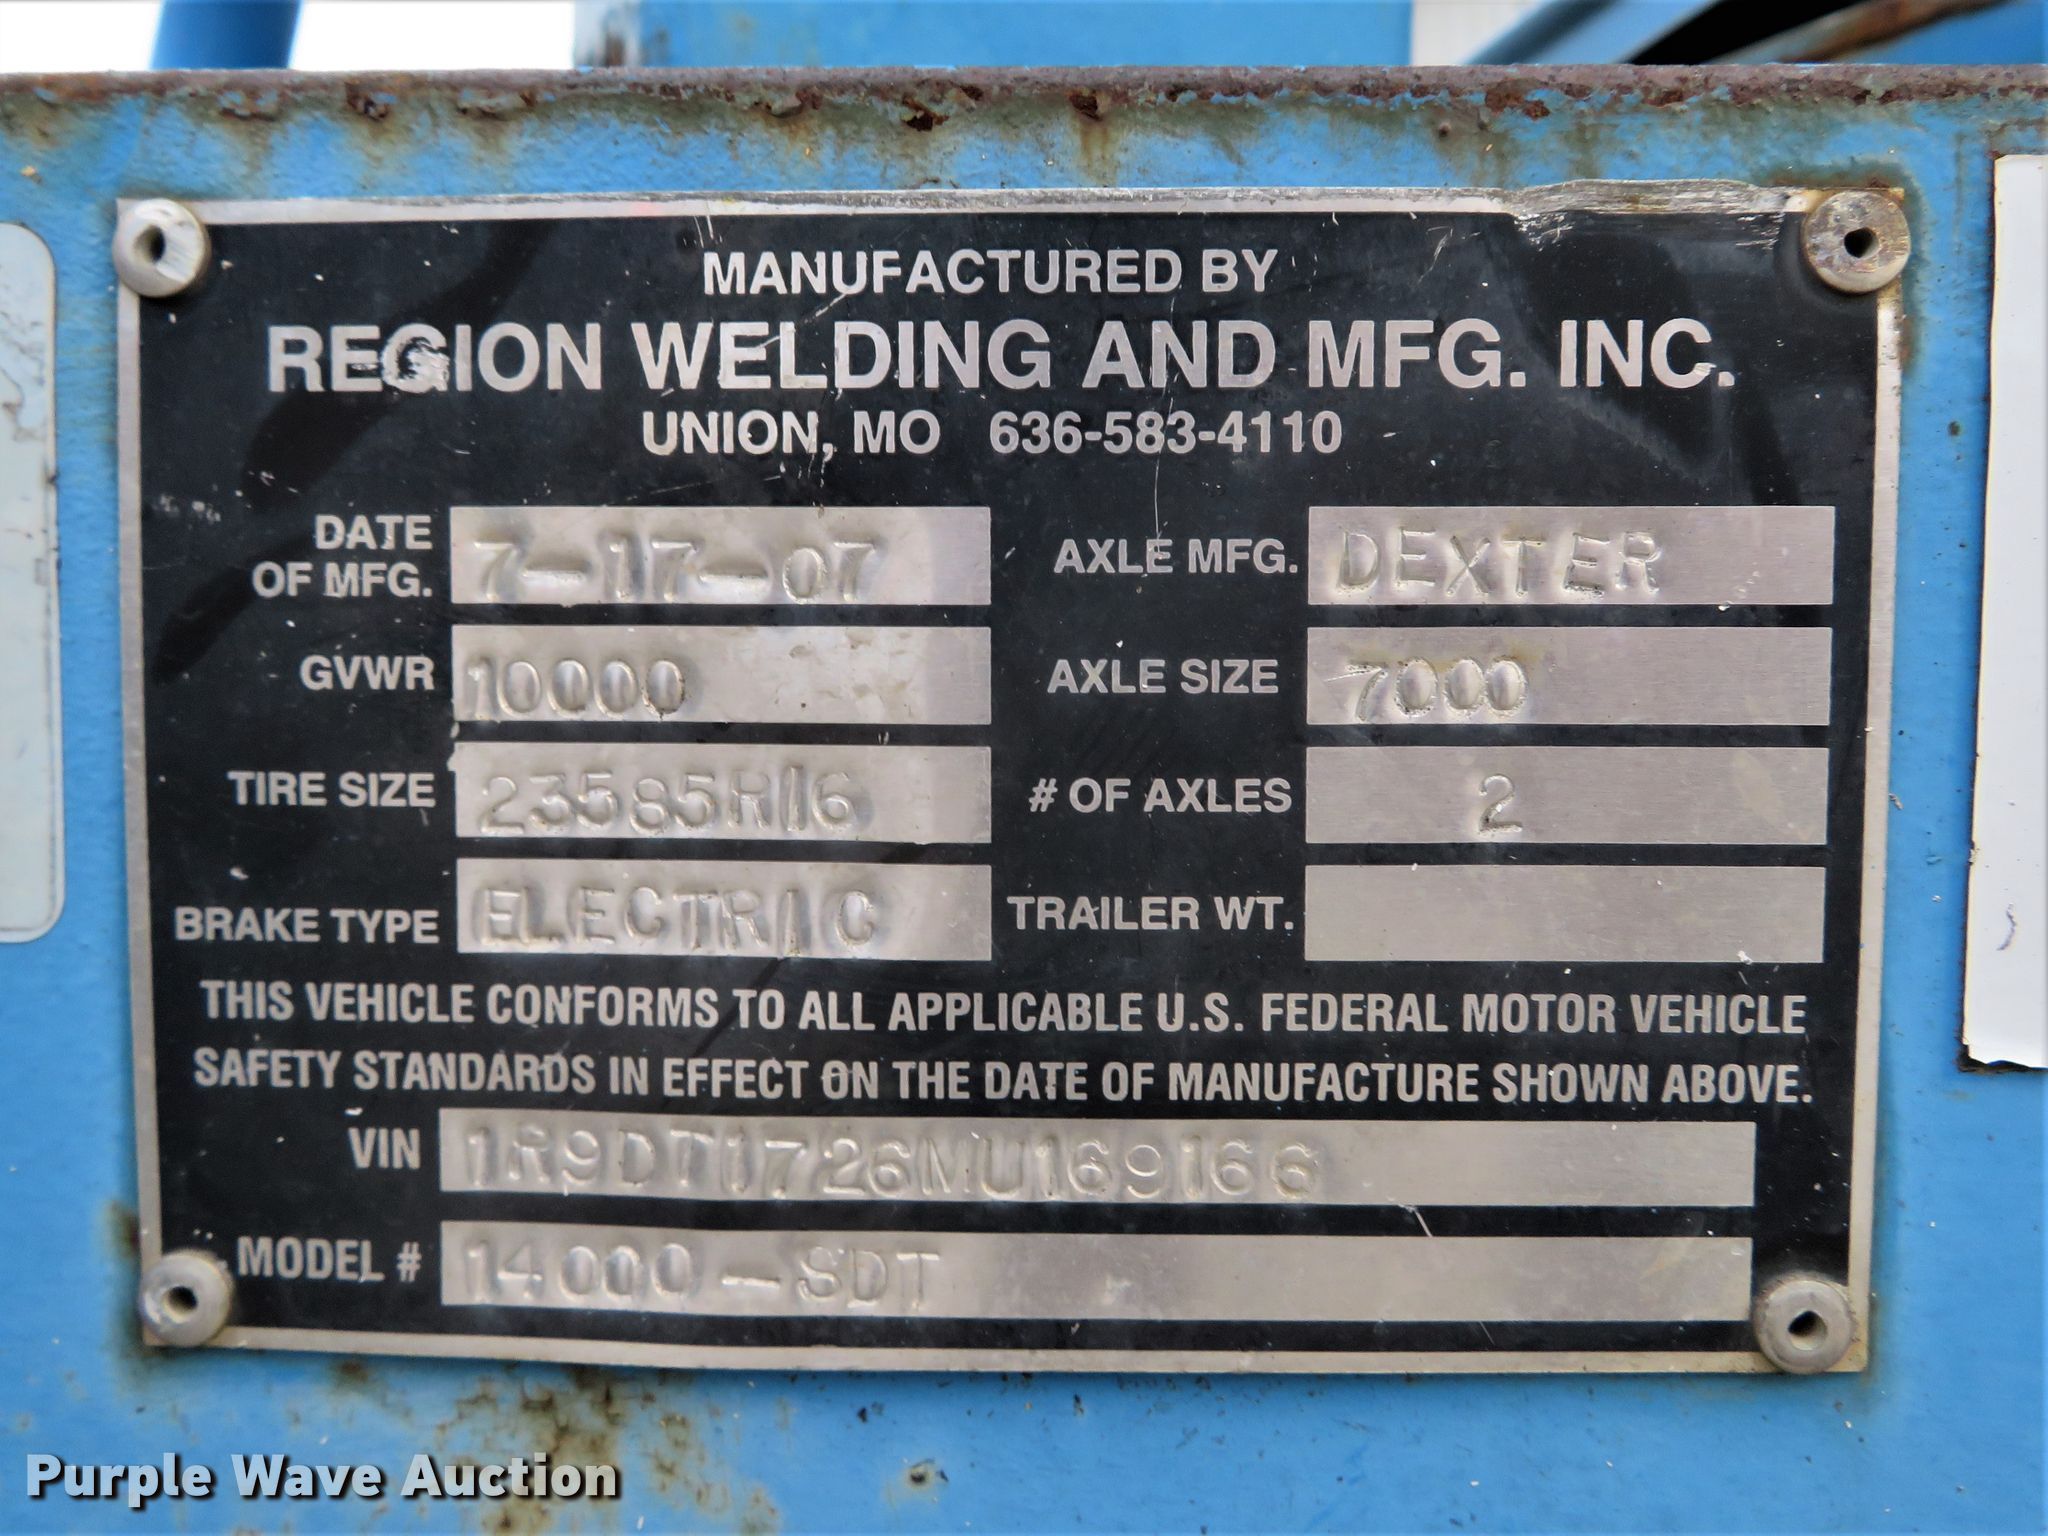 MANUFACTURED BY
REGION WELDING AND MFG. INC.
UNION, MO 636-583-4110
DATE OF MFG. 7-17-07
AXLE MFG. DEXTER
GVWR 10000
AXLE SIZE 7000
TIRE SIZE 23585R16
# OF AXLES 2
BRAKE TYPE ELECTRIC
TRAILER WT.
THIS VEHICLE CONFORMS TO ALL APPLICABLE U.S. FEDERAL MOTOR VEHICLE
SAFETY STANDARDS IN EFFECT ON THE DATE OF MANUFACTURE SHOWN ABOVE.
VIN 1R9DT1726MU169166
MODEL # 14000-SDT
Purple Wave Auction